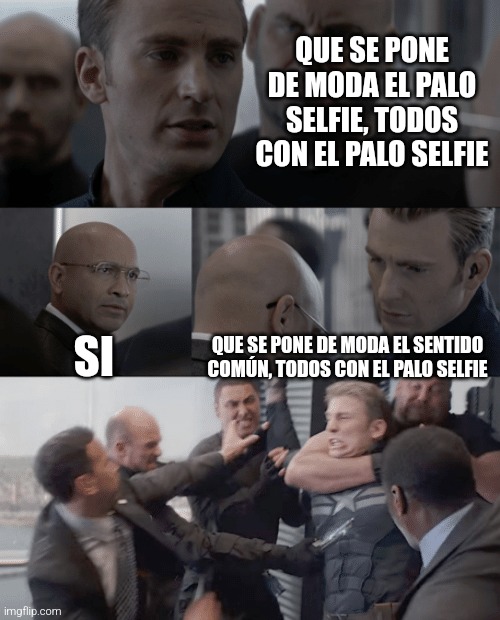 QUE SE PONE
DE MODA EL PALO
SELFIE, TODOS
CON EL PALO SELFIE
SI
QUE SE PONE DE MODA EL SENTIDO
COMÚN, TODOS CON EL PALO SELFIE
imgflip.com